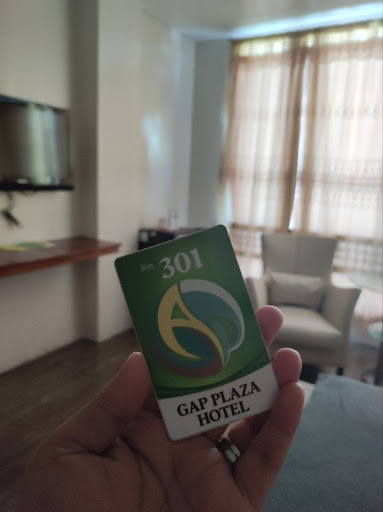 Rm. 301
GAP PLAZA
HOTEL